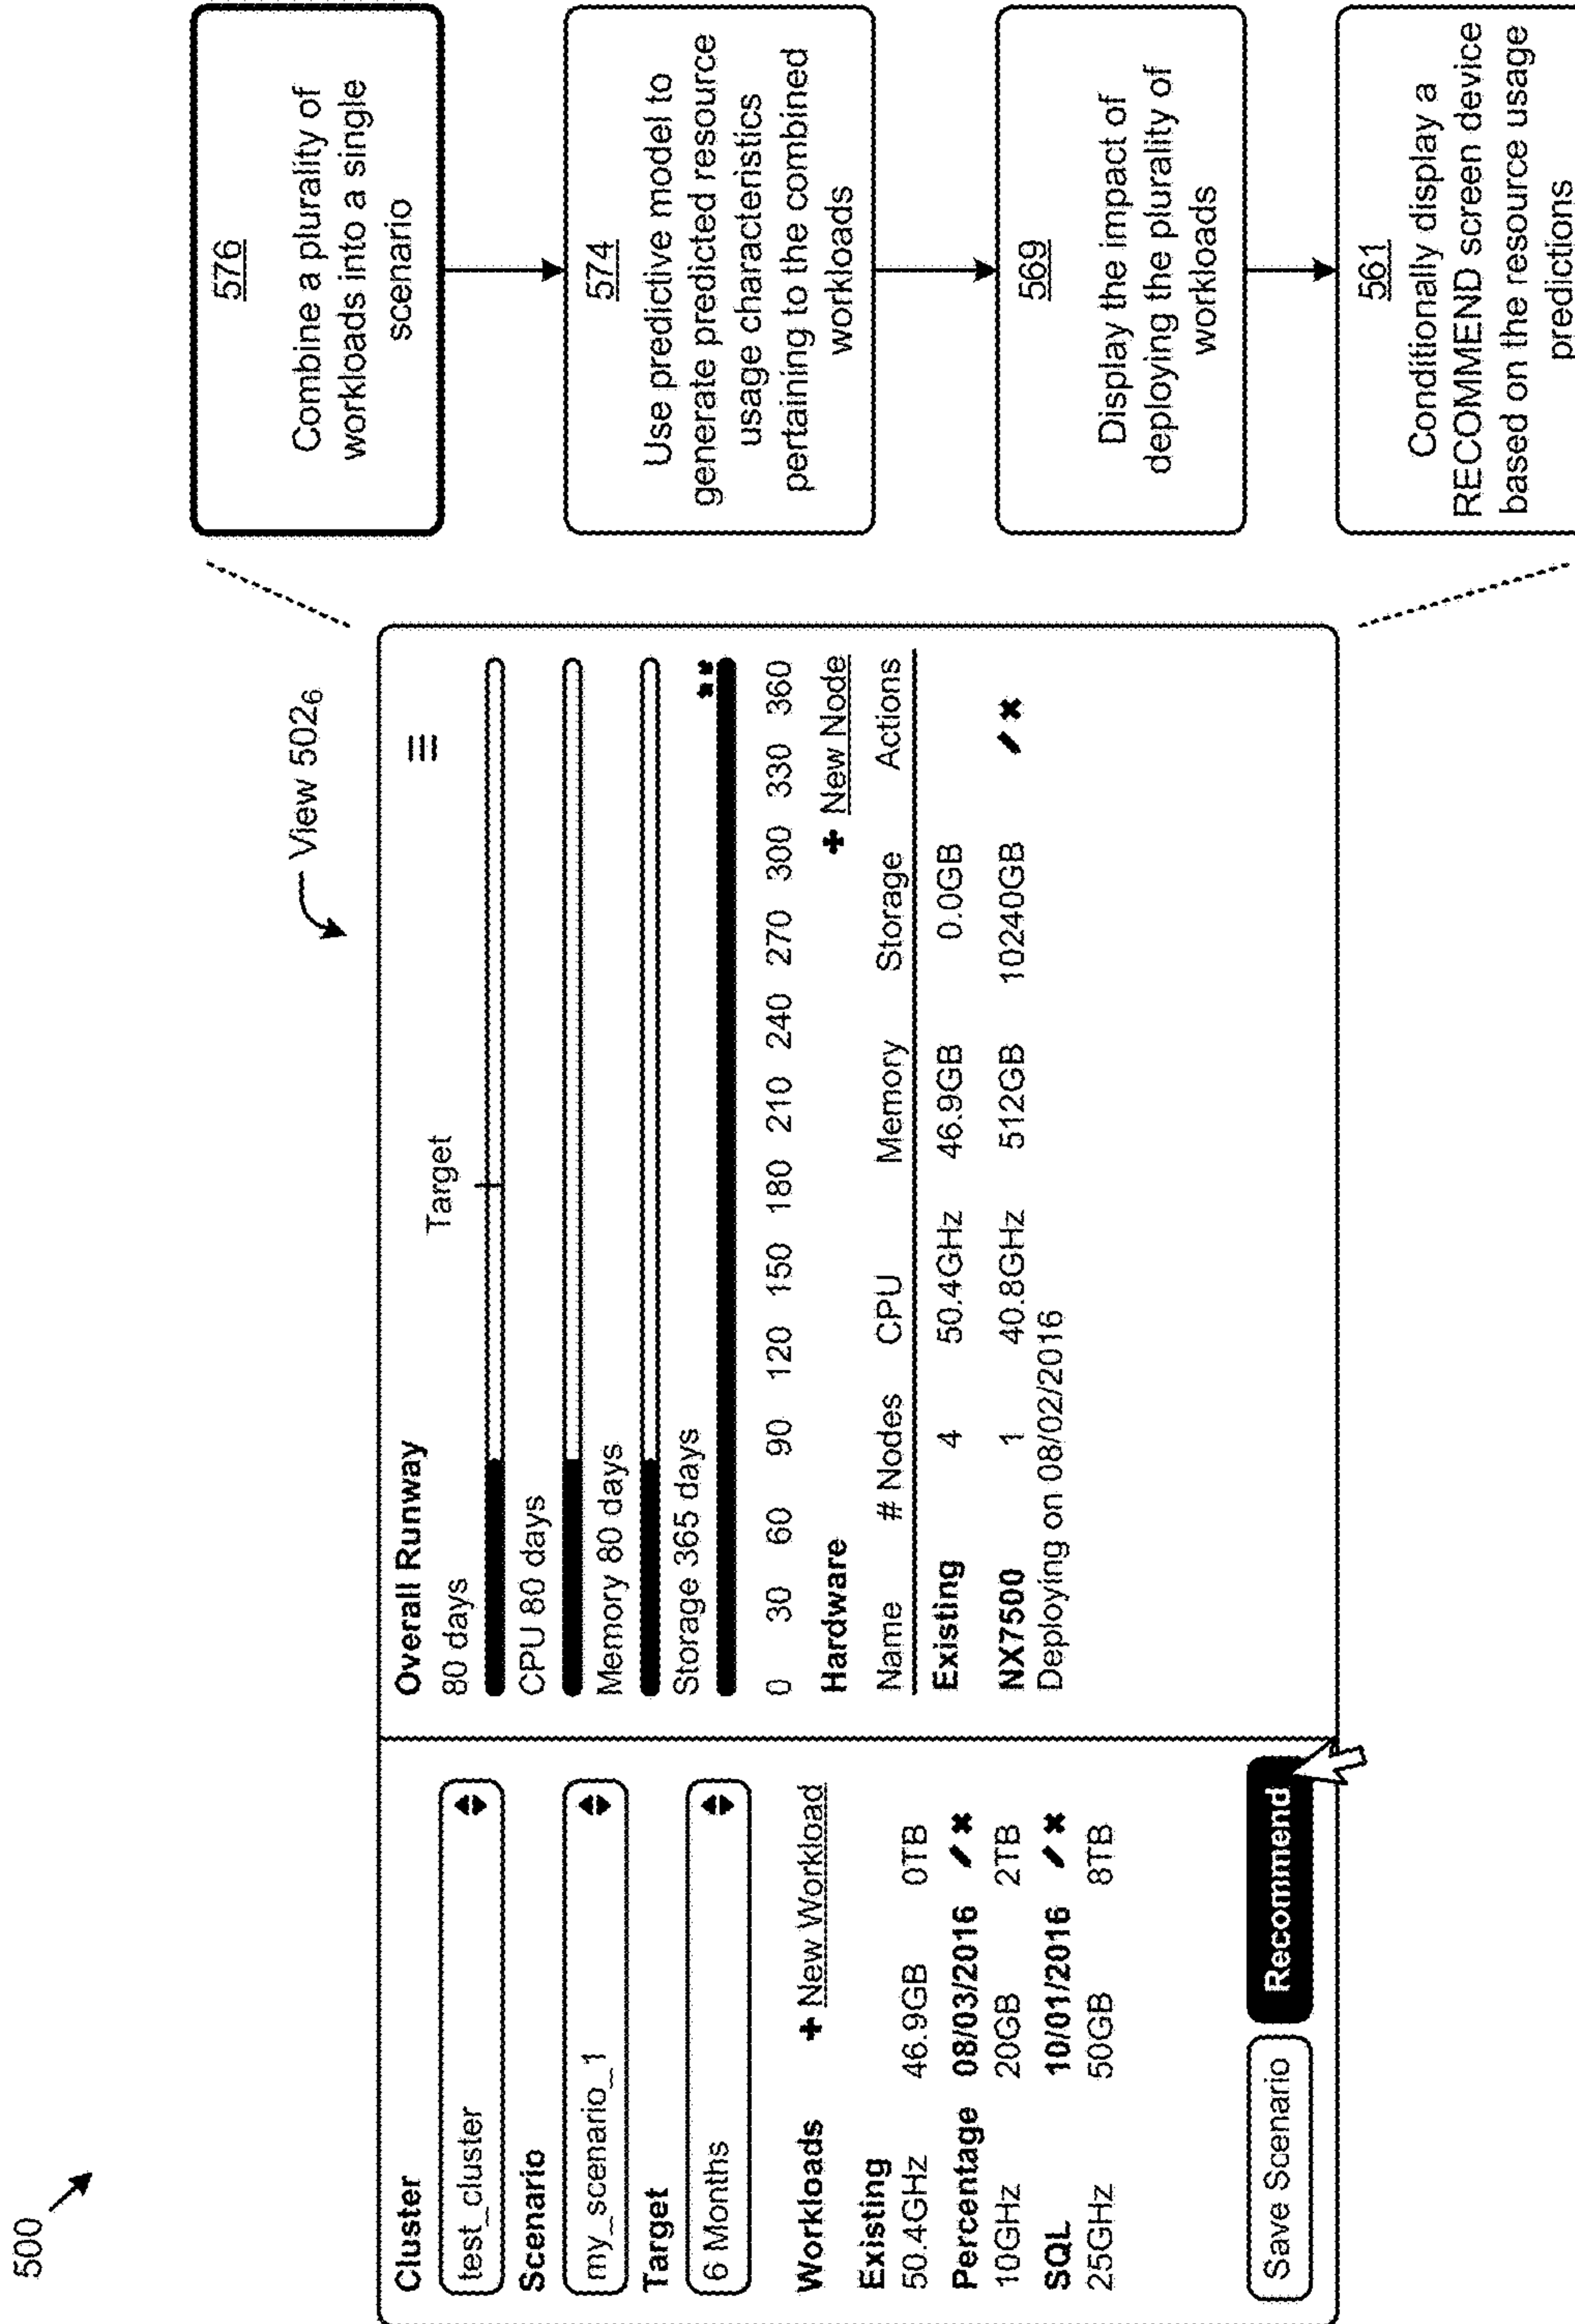 500
View 502₆
Cluster
test_cluster
Scenario
my_scenario_1
Target
6 Months
Workloads + New Workload
Existing
50.4GHz 46.9GB 0TB
Percentage 08/03/2016
10GHz 20GB 2TB
SQL 10/01/2016
25GHz 50GB 8TB
Save Scenario Recommend
Overall Runway
Target
80 days
CPU 80 days
Memory 80 days
Storage 365 days
0 30 60 90 120 150 180 210 240 270 300 330 360
Hardware + New Node
Name # Nodes CPU Memory Storage Actions
Existing 4 50.4GHz 46.9GB 0.0GB
NX7500 1 40.8GHz 512GB 10240GB
Deploying on 08/02/2016
576
Combine a plurality of
workloads into a single
scenario
574
Use predictive model to
generate predicted resource
usage characteristics
pertaining to the combined
workloads
569
Display the impact of
deploying the plurality of
workloads
561
Conditionally display a
RECOMMEND screen device
based on the resource usage
predictions